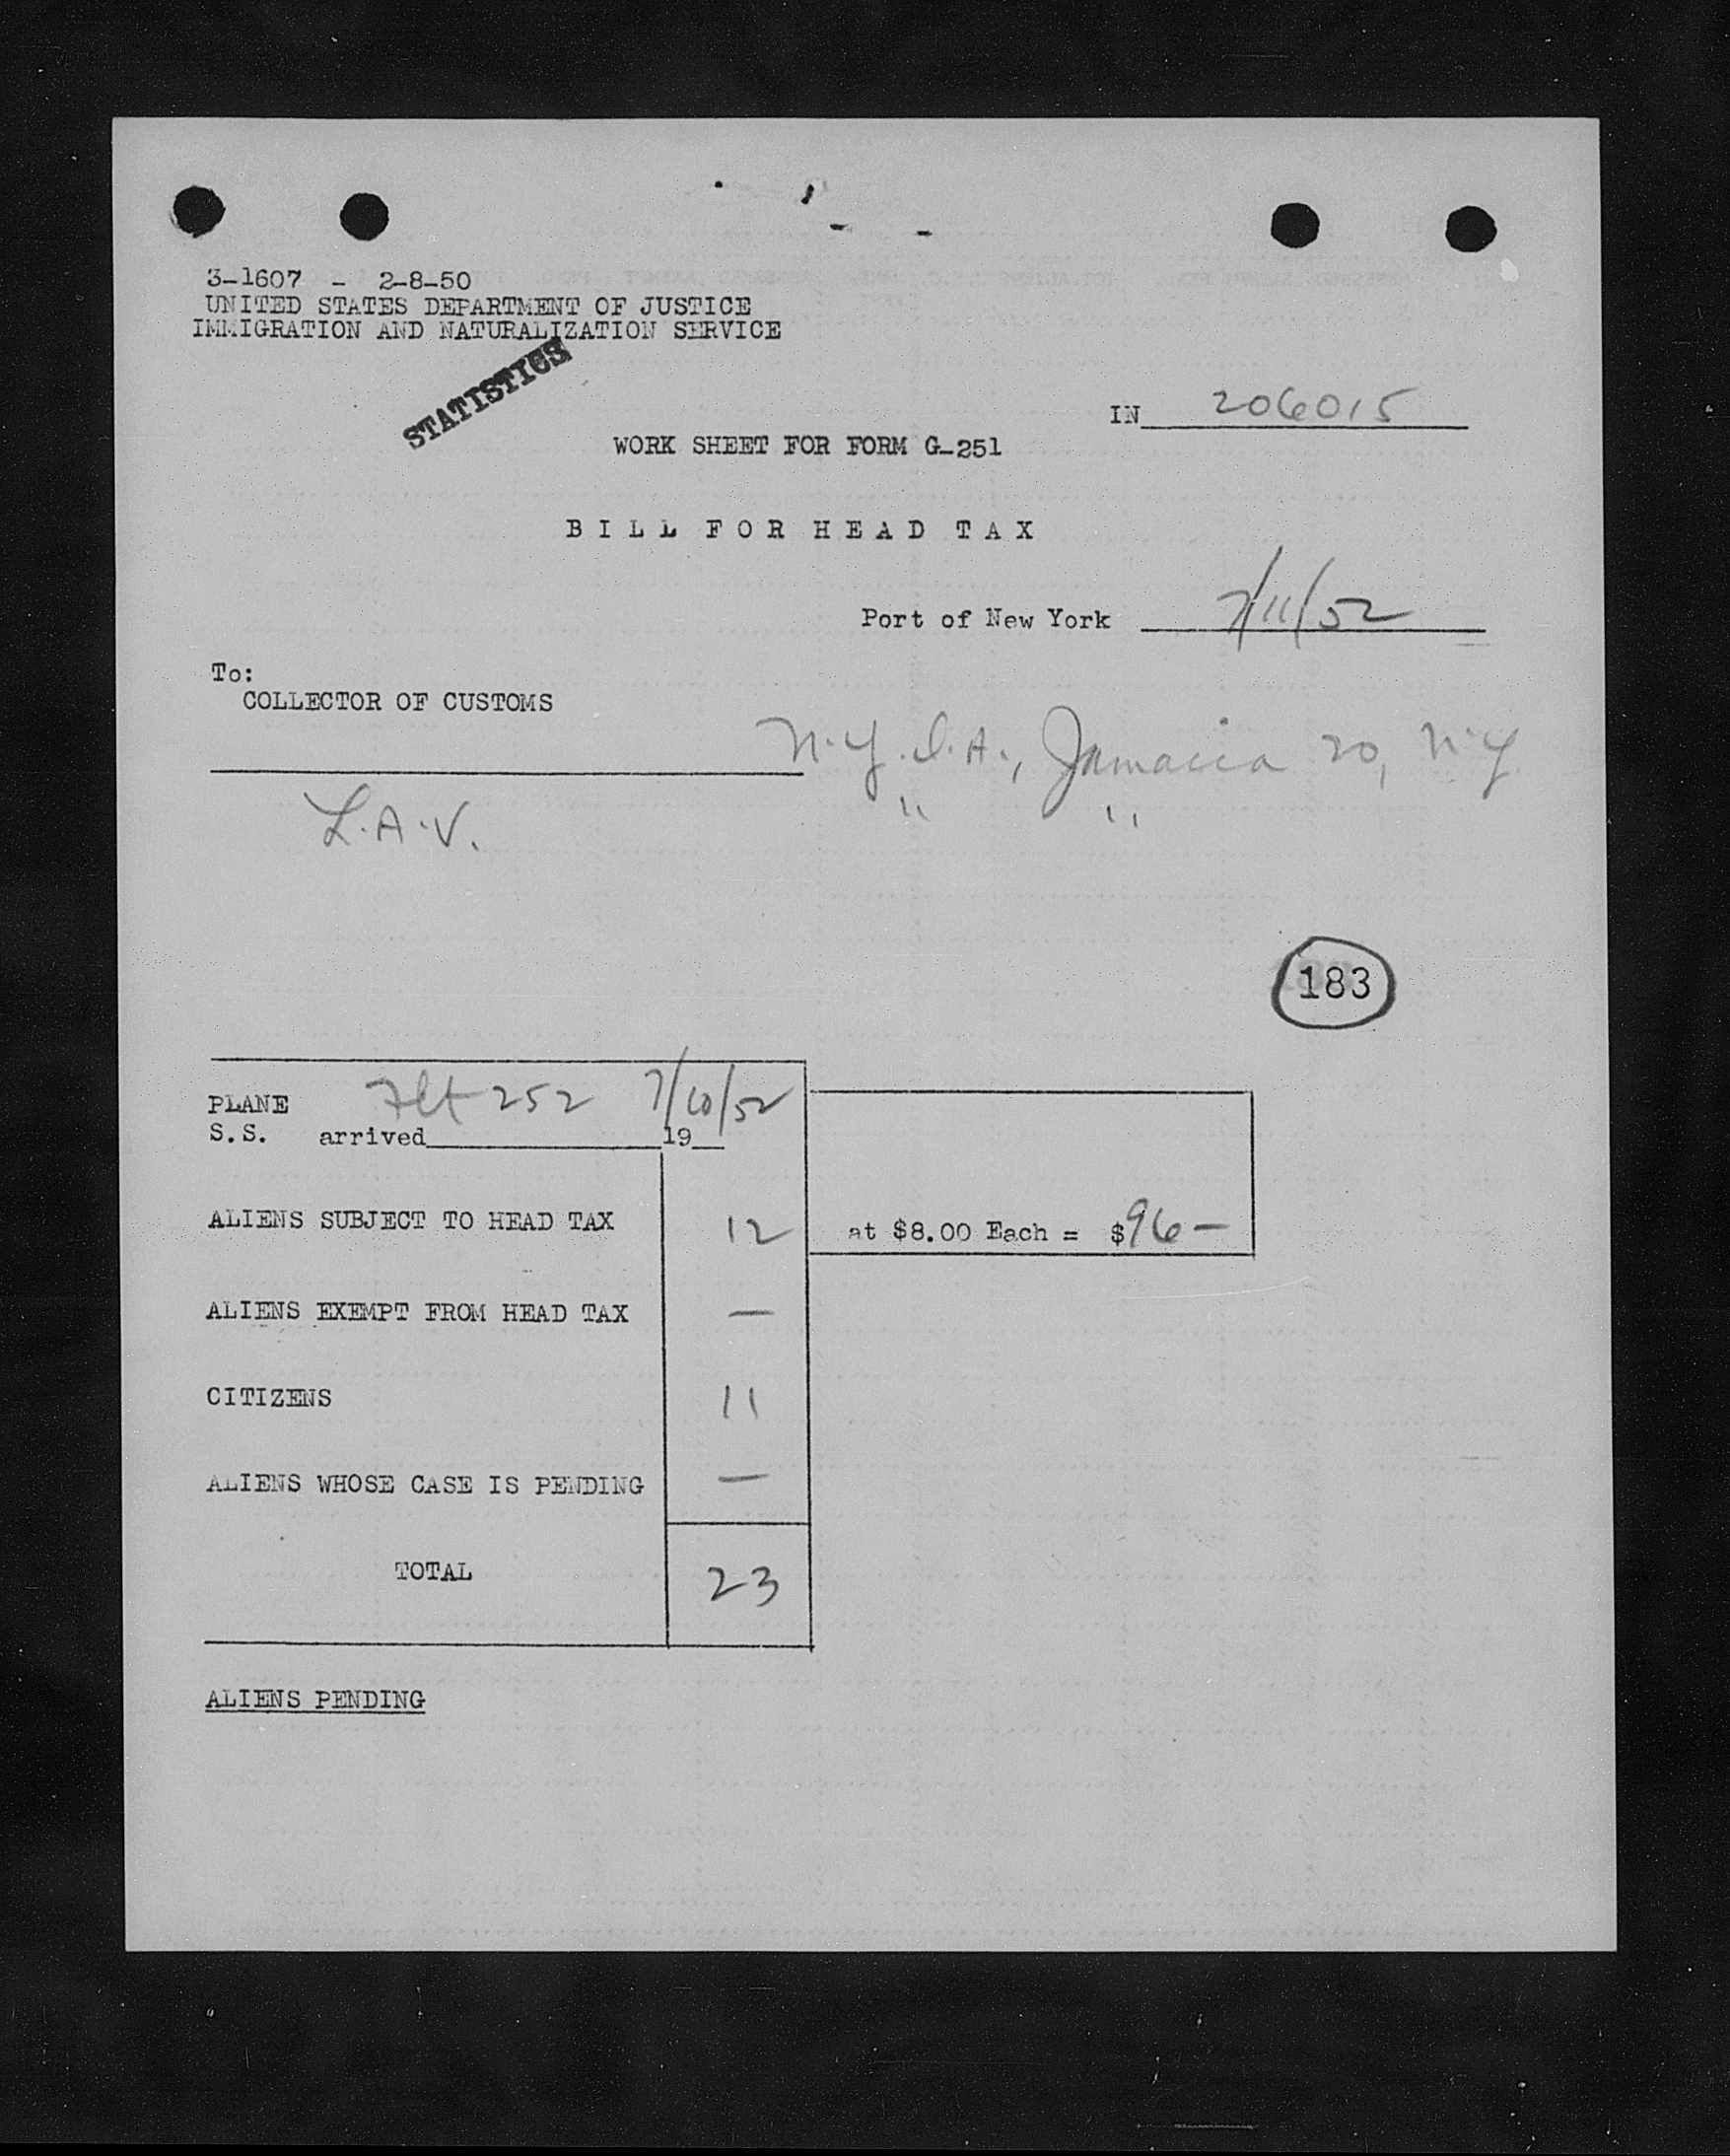 3-1607 - 2-8-50
UNITED STATES DEPARTMENT OF JUSTICE
IMMIGRATION AND NATURALIZATION SERVICE
STATISTICS
IN 206015
WORK SHEET FOR FORM G-251
BILL FOR HEAD TAX
Port of New York 7/11/52
To:
COLLECTOR OF CUSTOMS
N.Y.I.A., Jamacia 20, N.Y.
L.A.V. " "
183
PLANE Flt 252 7/10/52
S.S. arrived 19
ALIENS SUBJECT TO HEAD TAX 12 at $8.00 Each = $96-
ALIENS EXEMPT FROM HEAD TAX —
CITIZENS 11
ALIENS WHOSE CASE IS PENDING —
TOTAL 23
ALIENS PENDING